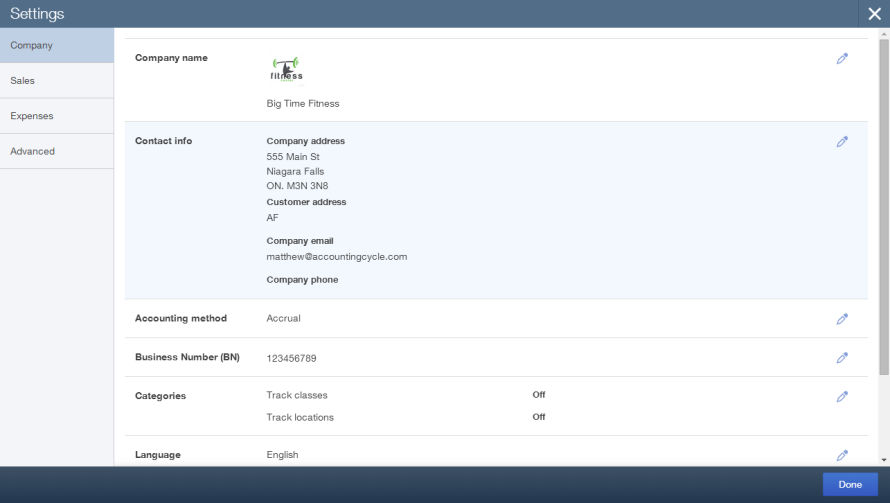 Settings
Company
Sales
Expenses
Advanced
Company name
fitness
Big Time Fitness
Contact info
Company address
555 Main St
Niagara Falls
ON. M3N 3N8
Customer address
AF
Company email
matthew@accountingcycle.com
Company phone
Accounting method Accrual
Business Number (BN) 123456789
Categories Track classes Off
Track locations Off
Language English
Done